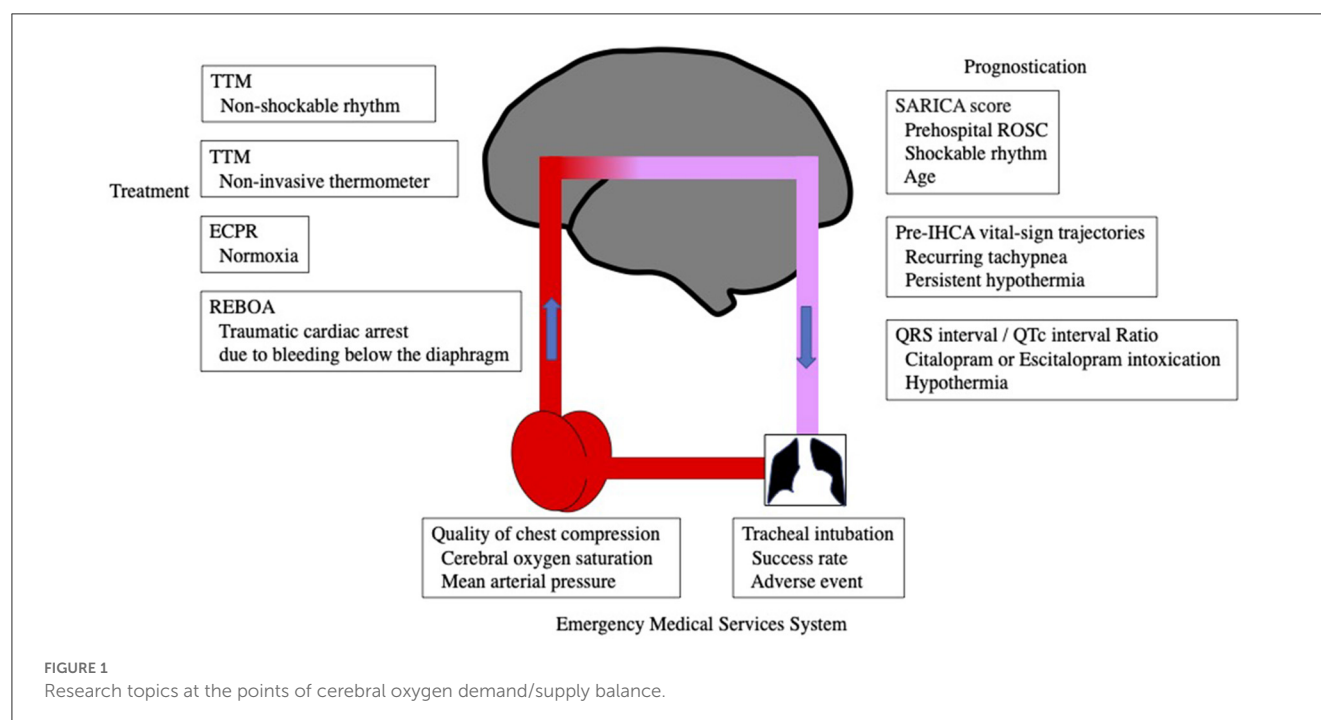 Treatment
TTM
Non-shockable rhythm
TTM
Non-invasive thermometer
ECPR
Normoxia
REBOA
Traumatic cardiac arrest
due to bleeding below the diaphragm
Prognostication
SARICA score
Prehospital ROSC
Shockable rhythm
Age
Pre-IHCA vital-sign trajectories
Recurring tachypnea
Persistent hypothermia
QRS interval / QTc interval Ratio
Citalopram or Escitalopram intoxication
Hypothermia
Quality of chest compression
Cerebral oxygen saturation
Mean arterial pressure
Tracheal intubation
Success rate
Adverse event
Emergency Medical Services System
FIGURE 1
Research topics at the points of cerebral oxygen demand/supply balance.